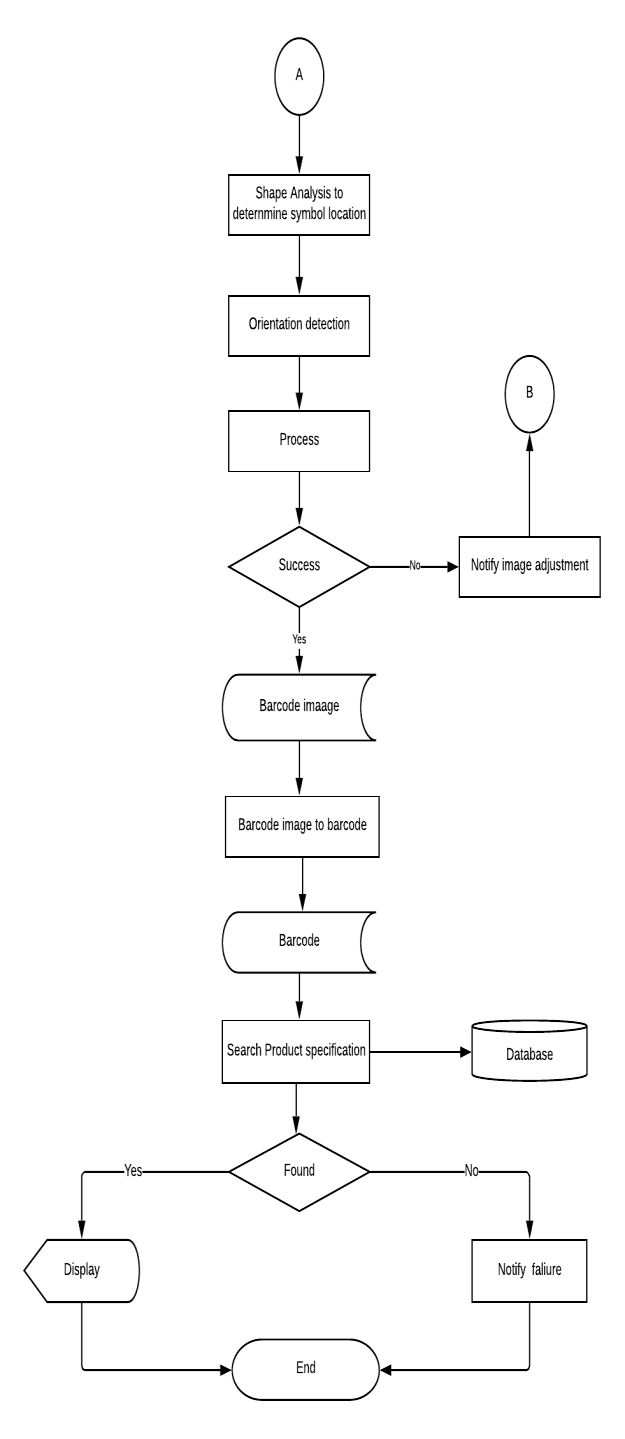 A
Shape Analysis to
deternmine symbol location
Orientation detection
B
Process
Success
No
Notify image adjustment
Yes
Barcode imaage
Barcode image to barcode
Barcode
Search Product specification
Database
Yes
Found
No
Display
Notify faliure
End